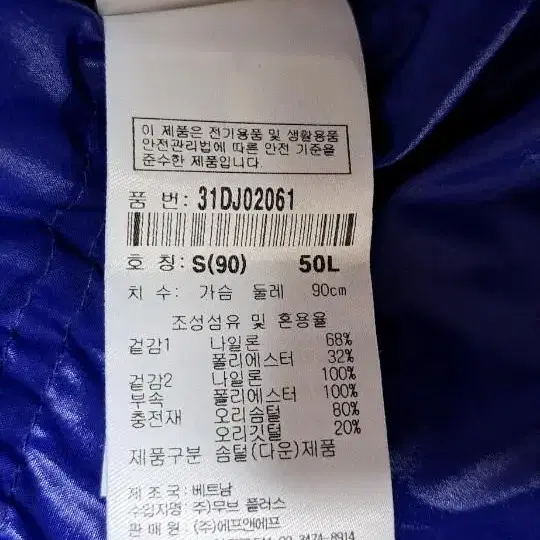 이 제품은 전기용품 및 생활용품
안전관리법에 따른 안전 기준을
준수한 제품입니다.
품 번: 31DJ02061
호 칭: S(90) 50L
치 수: 가슴 둘레 90cm
조성섬유 및 혼용율
겉감1 나일론 68%
폴리에스터 32%
겉감2 나일론 100%
부속 폴리에스터 100%
충전재 오리솜털 80%
오리깃털 20%
제품구분 솜털(다운)제품
제 조 국: 베트남
수입자명: 주)무브 플러스
판 매 원: (주)에프앤에프
3474-8914